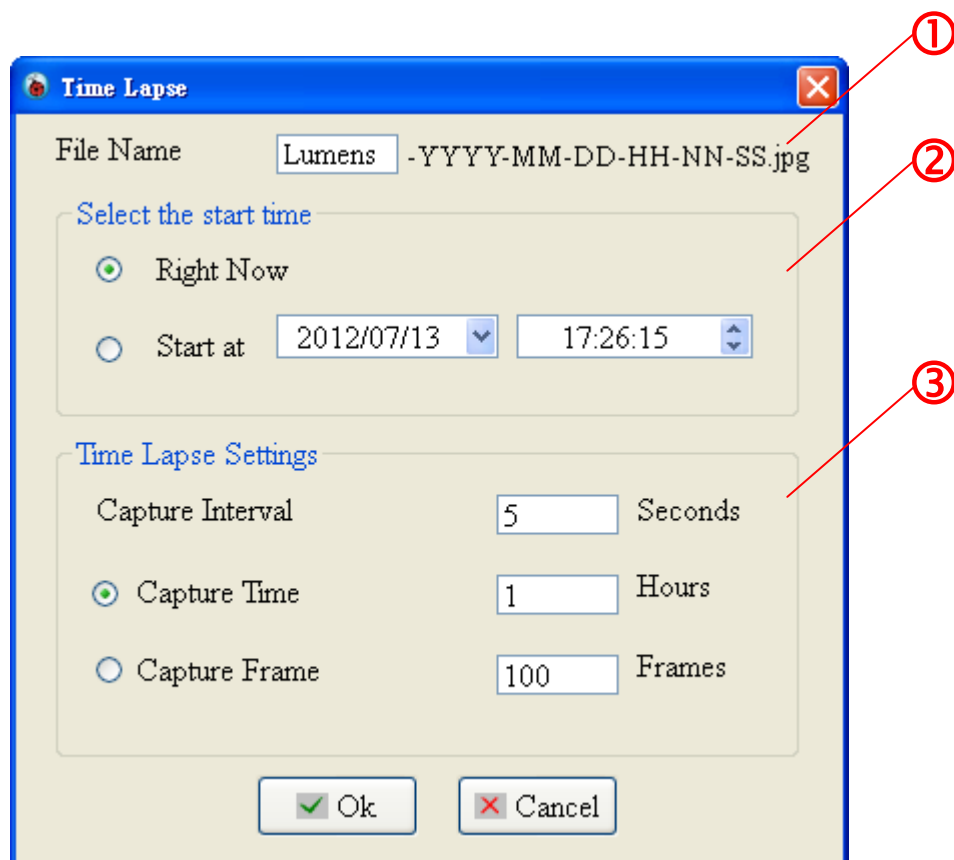 ①
Time Lapse
File Name Lumens -YYYY-MM-DD-HH-NN-SS.jpg
②
Select the start time
Right Now
Start at 2012/07/13 17:26:15
③
Time Lapse Settings
Capture Interval 5 Seconds
Capture Time 1 Hours
Capture Frame 100 Frames
Ok Cancel